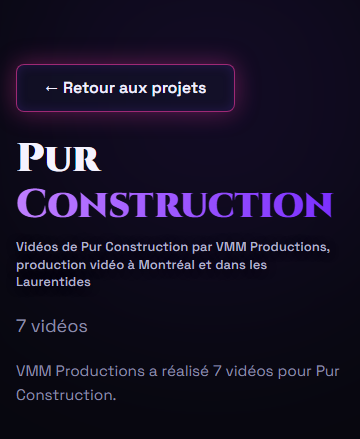 ← Retour aux projets
Pur
Construction
Vidéos de Pur Construction par VMM Productions,
production vidéo à Montréal et dans les
Laurentides
7 vidéos
VMM Productions a réalisé 7 vidéos pour Pur
Construction.